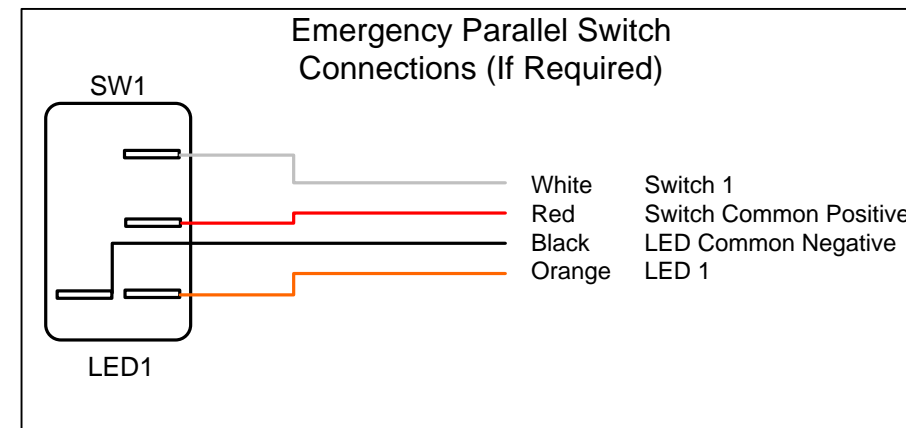 Emergency Parallel Switch
Connections (If Required)
SW1
White Switch 1
Red Switch Common Positive
Black LED Common Negative
Orange LED 1
LED1